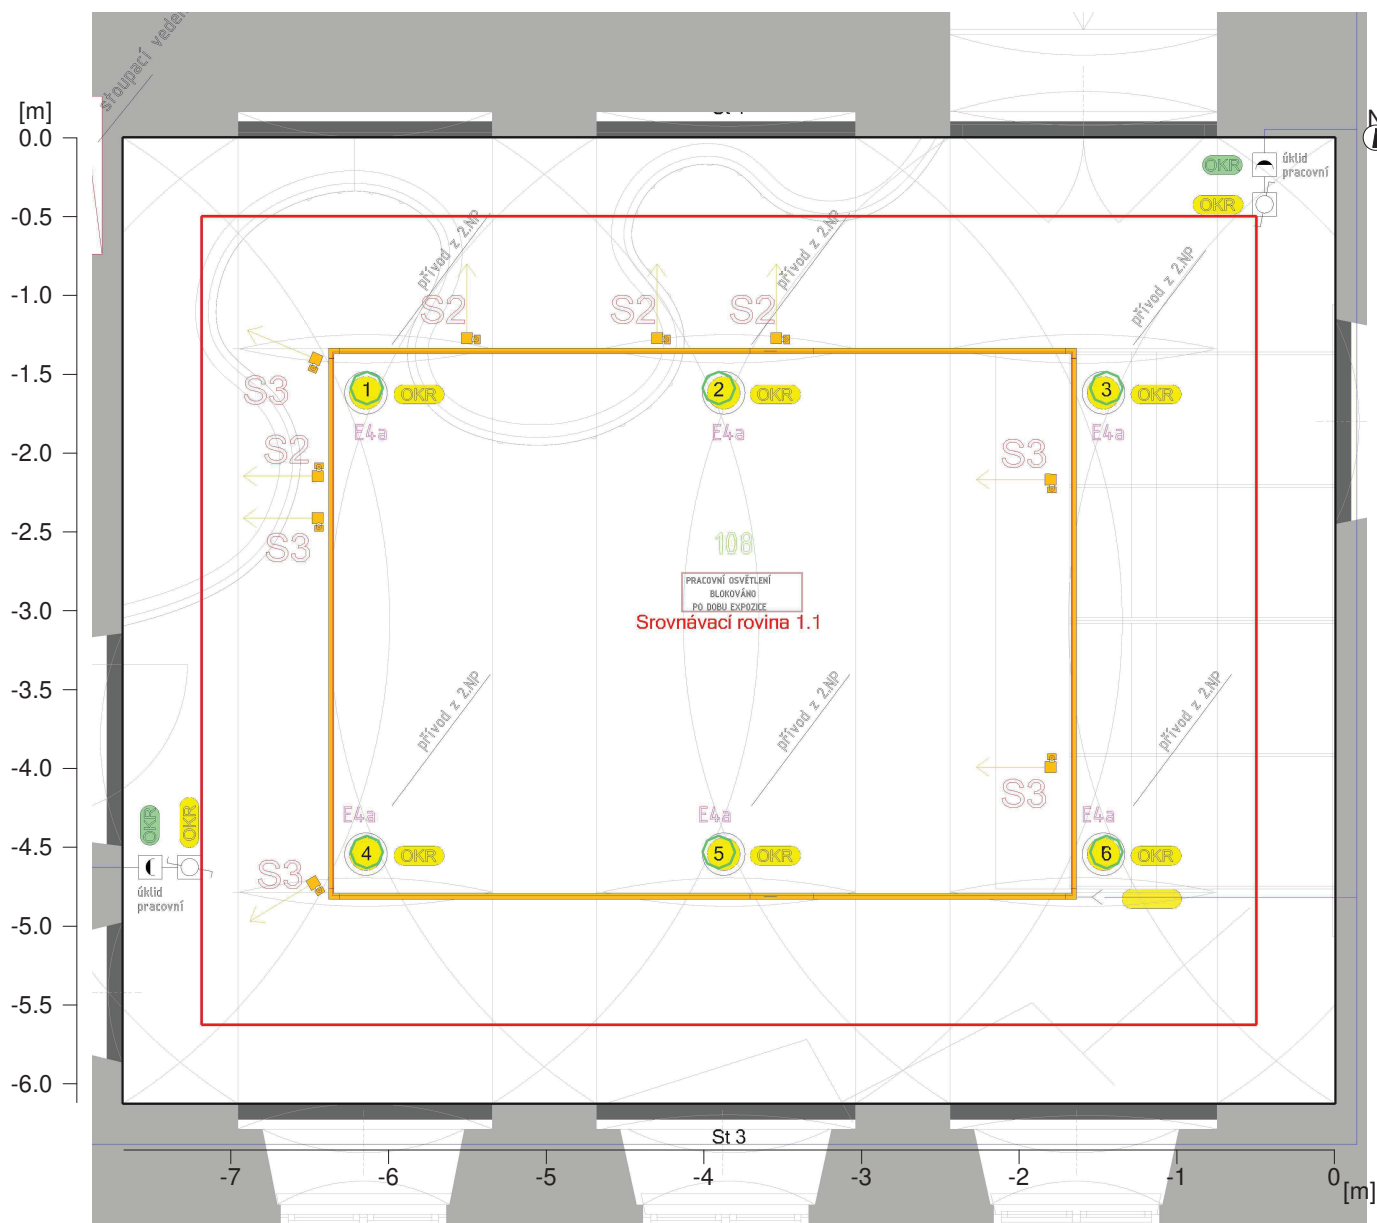 stoupací vedení
[m]
0.0
-0.5
-1.0
-1.5
-2.0
-2.5
-3.0
-3.5
-4.0
-4.5
-5.0
-5.5
-6.0
N
OKR
úklid
pracovní
OKR
přívod z 2.NP
přívod z 2.NP
přívod z 2.NP
S2
S2
S2
S3
1
OKR
2
OKR
3
OKR
E4a
E4a
E4a
S2
S3
S3
108
PRACOVNÍ OSVĚTLENÍ
BLOKOVÁNO
PO DOBU EXPOZICE
Srovnávací rovina 1.1
přívod z 2.NP
přívod z 2.NP
přívod z 2.NP
S3
OKR
OKR
E4a
E4a
E4a
4
OKR
5
OKR
6
OKR
S3
úklid
pracovní
St 3
-7
-6
-5
-4
-3
-2
-1
0
[m]